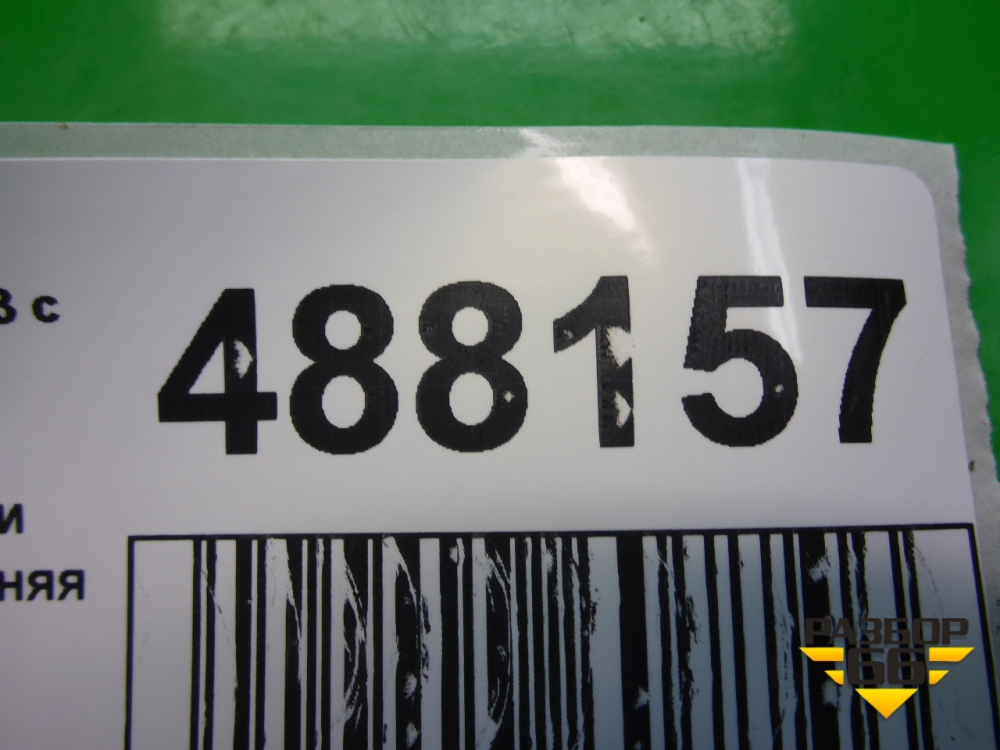 в с
488157
и
няя
РАЗБОР
66